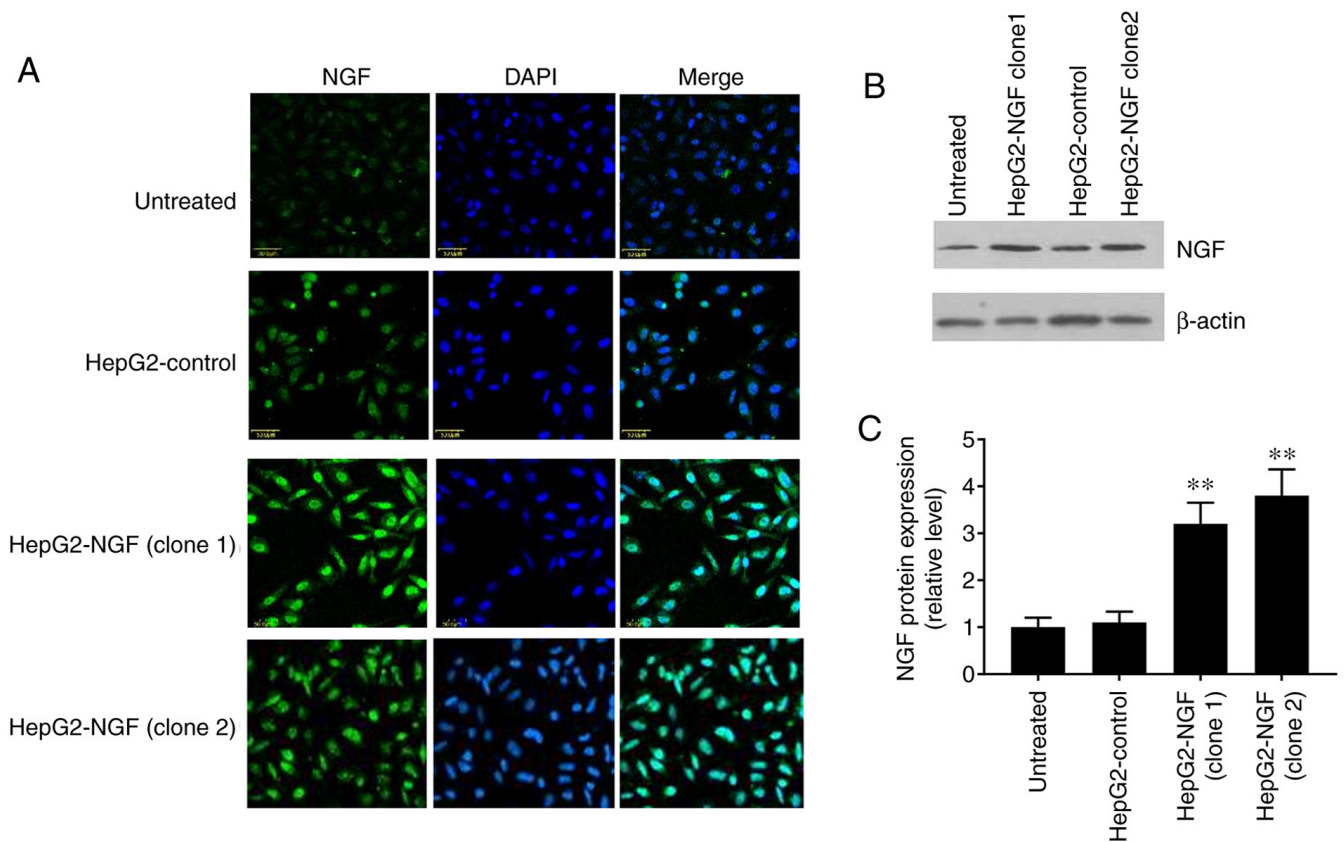 A
NGF
DAPI
Merge
Untreated
HepG2-control
HepG2-NGF (clone 1)
HepG2-NGF (clone 2)
B
Untreated
HepG2-NGF clone1
HepG2-control
HepG2-NGF clone2
NGF
β-actin
C
NGF protein expression
(relative level)
5
4
3
2
1
0
**
**
Untreated
HepG2-control
HepG2-NGF
(clone 1)
HepG2-NGF
(clone 2)